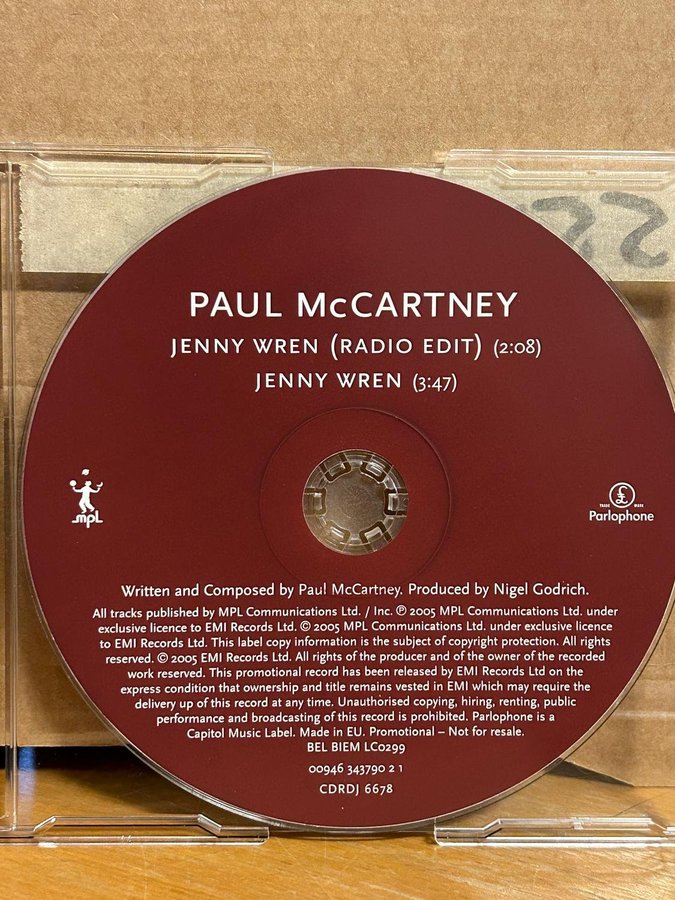 22
PAUL McCARTNEY
JENNY WREN (RADIO EDIT) (2:08)
JENNY WREN (3:47)
mpL
£
TRADE MARK
Parlophone
Written and Composed by Paul McCartney. Produced by Nigel Godrich.
All tracks published by MPL Communications Ltd. / Inc. ℗ 2005 MPL Communications Ltd. under
exclusive licence to EMI Records Ltd. © 2005 MPL Communications Ltd. under exclusive licence
to EMI Records Ltd. This label copy information is the subject of copyright protection. All rights
reserved. © 2005 EMI Records Ltd. All rights of the producer and of the owner of the recorded
work reserved. This promotional record has been released by EMI Records Ltd on the
express condition that ownership and title remains vested in EMI which may require the
delivery up of this record at any time. Unauthorised copying, hiring, renting, public
performance and broadcasting of this record is prohibited. Parlophone is a
Capitol Music Label. Made in EU. Promotional – Not for resale.
BEL BIEM LC0299
00946 343790 2 1
CDRDJ 6678